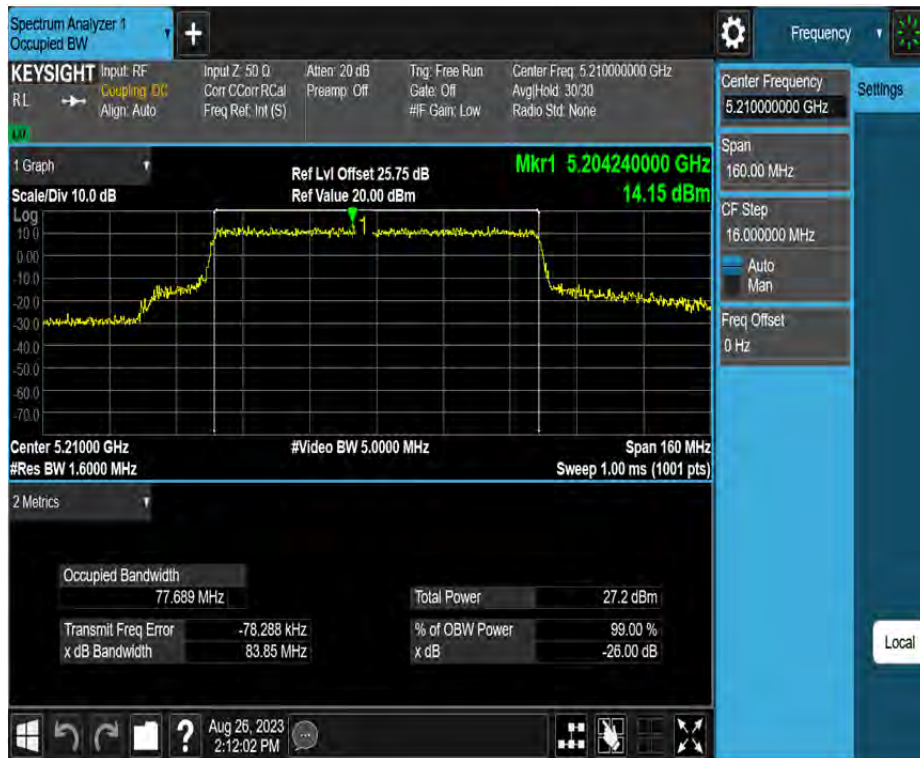 Spectrum Analyzer 1
Occupied BW
Frequency
KEYSIGHT
RL
Input: RF
Coupling: DC
Align: Auto
Input Z: 50 Ω
Corr CCorr RCal
Freq Ref: Int (S)
Atten: 20 dB
Preamp: Off
Trig: Free Run
Gate: Off
#IF Gain: Low
Center Freq: 5.210000000 GHz
Avg|Hold: 30/30
Radio Std: None
Center Frequency
5.210000000 GHz
Settings
Span
160.00 MHz
CF Step
16.000000 MHz
Auto
Man
Freq Offset
0 Hz
1 Graph
Scale/Div 10.0 dB
Ref Lvl Offset 25.75 dB
Ref Value 20.00 dBm
Mkr1 5.204240000 GHz
14.15 dBm
Log
10.0
0.00
-10.0
-20.0
-30.0
-40.0
-50.0
-60.0
-70.0
1
Center 5.21000 GHz
#Video BW 5.0000 MHz
Span 160 MHz
#Res BW 1.6000 MHz
Sweep 1.00 ms (1001 pts)
2 Metrics
Occupied Bandwidth
77.689 MHz
Total Power 27.2 dBm
Transmit Freq Error -78.288 kHz
% of OBW Power 99.00 %
x dB Bandwidth 83.85 MHz
x dB -26.00 dB
Local
Aug 26, 2023
2:12:02 PM